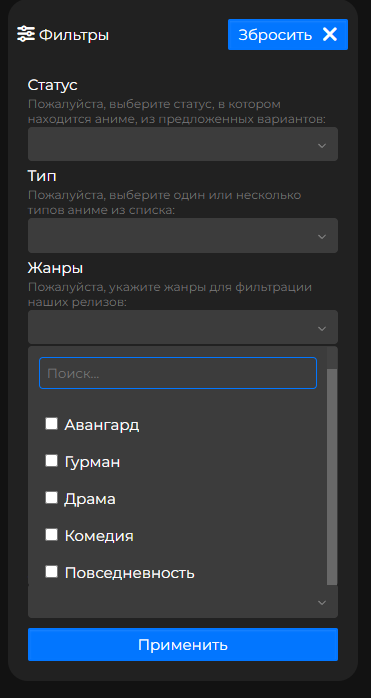 Фильтры
Збросить
Статус
Пожалуйста, выберите статус, в котором
находится аниме, из предложенных вариантов:
Тип
Пожалуйста, выберите один или несколько
типов аниме из списка:
Жанры
Пожалуйста, укажите жанры для фильтрации
наших релизов:
Поиск...
Авангард
Гурман
Драма
Комедия
Повседневность
Применить